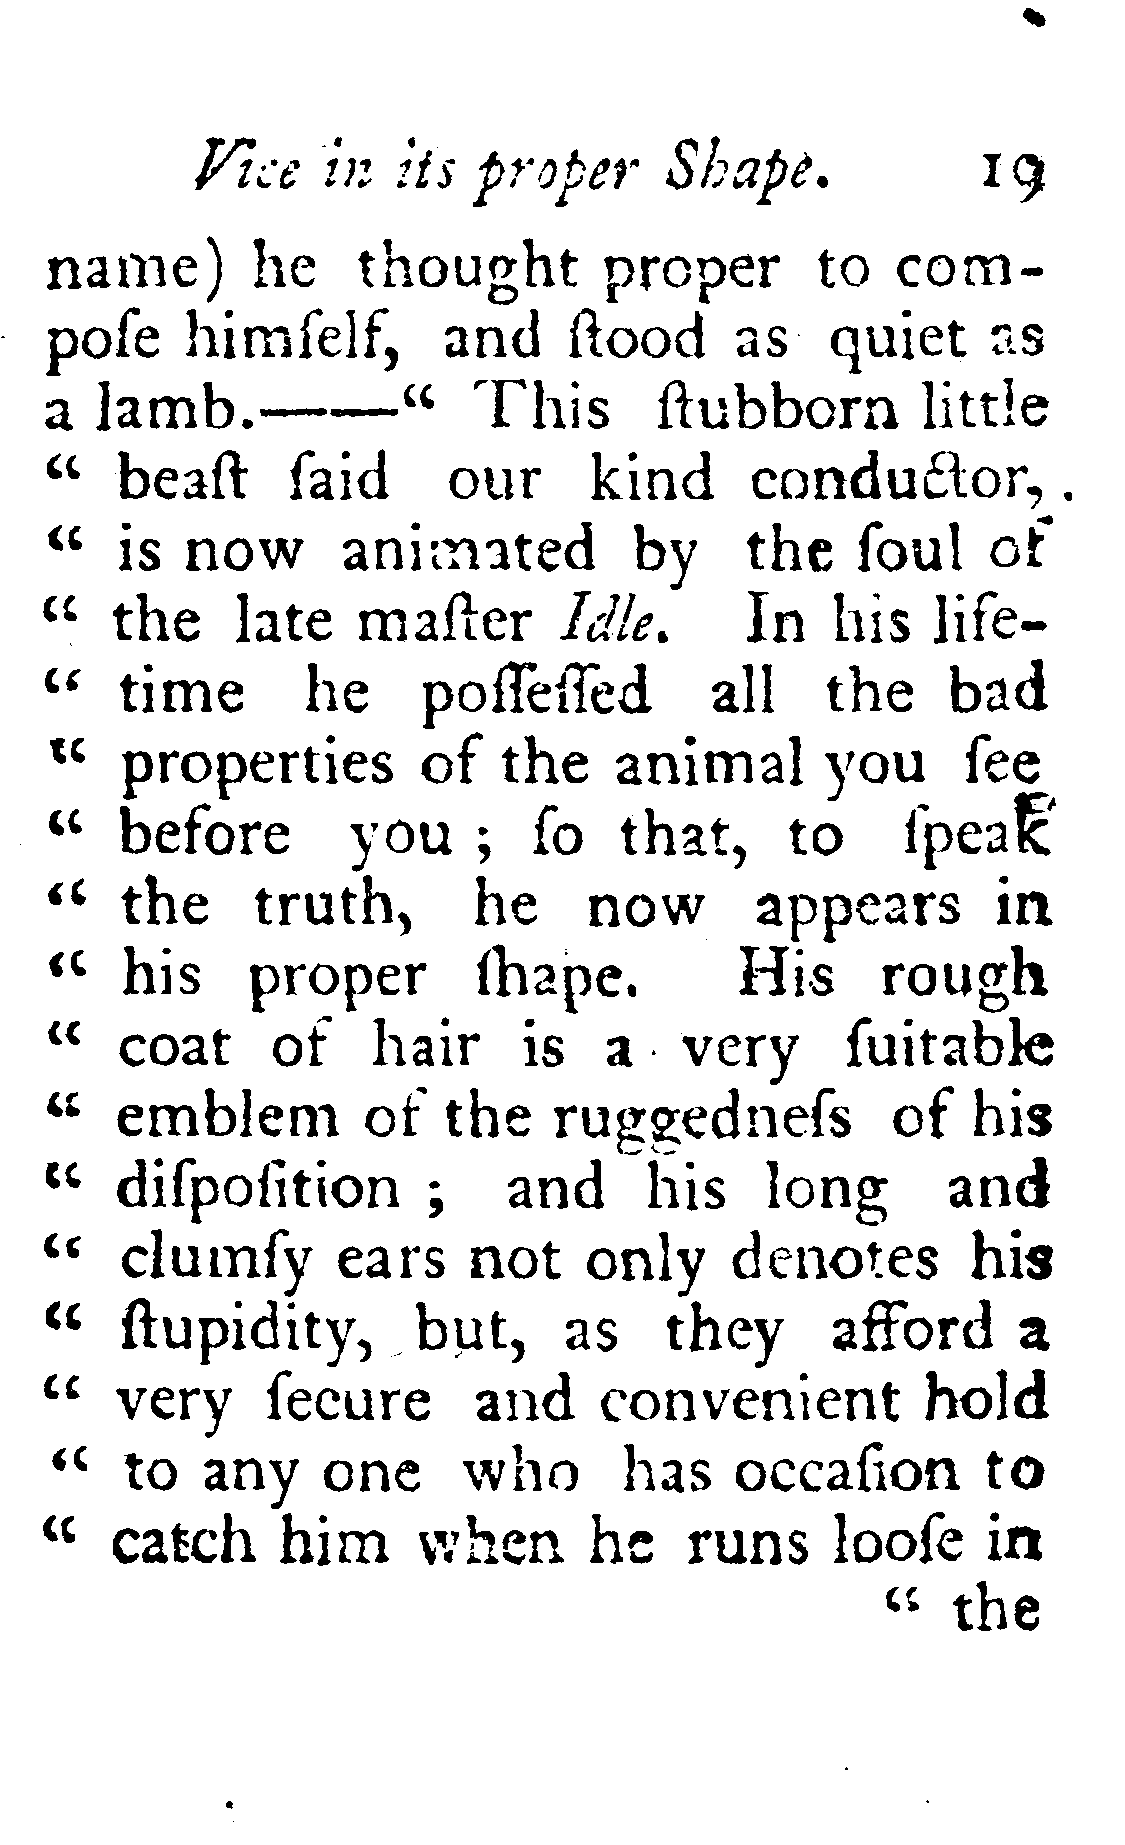 Vice in its proper Shape. 19
name) he thought proper to com-
poſe himſelf, and ſtood as quiet as
a lamb.——“ This ſtubborn little
“ beaſt ſaid our kind conductor,
“ is now animated by the ſoul of
“ the late maſter Idle. In his life-
“ time he poſſeſſed all the bad
“ properties of the animal you ſee
“ before you ; ſo that, to ſpeak
“ the truth, he now appears in
“ his proper ſhape. His rough
“ coat of hair is a very ſuitable
“ emblem of the ruggedneſs of his
“ diſpoſition ; and his long and
“ clumſy ears not only denotes his
“ ſtupidity, but, as they afford a
“ very ſecure and convenient hold
“ to any one who has occaſion to
“ catch him when he runs looſe in
“ the